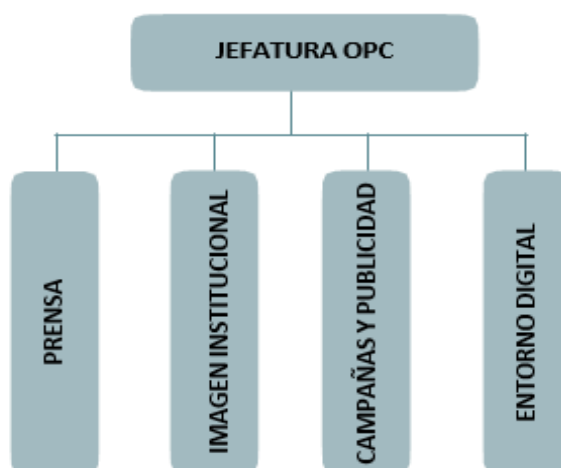 JEFATURA OPC
PRENSA
IMAGEN INSTITUCIONAL
CAMPAÑAS Y PUBLICIDAD
ENTORNO DIGITAL